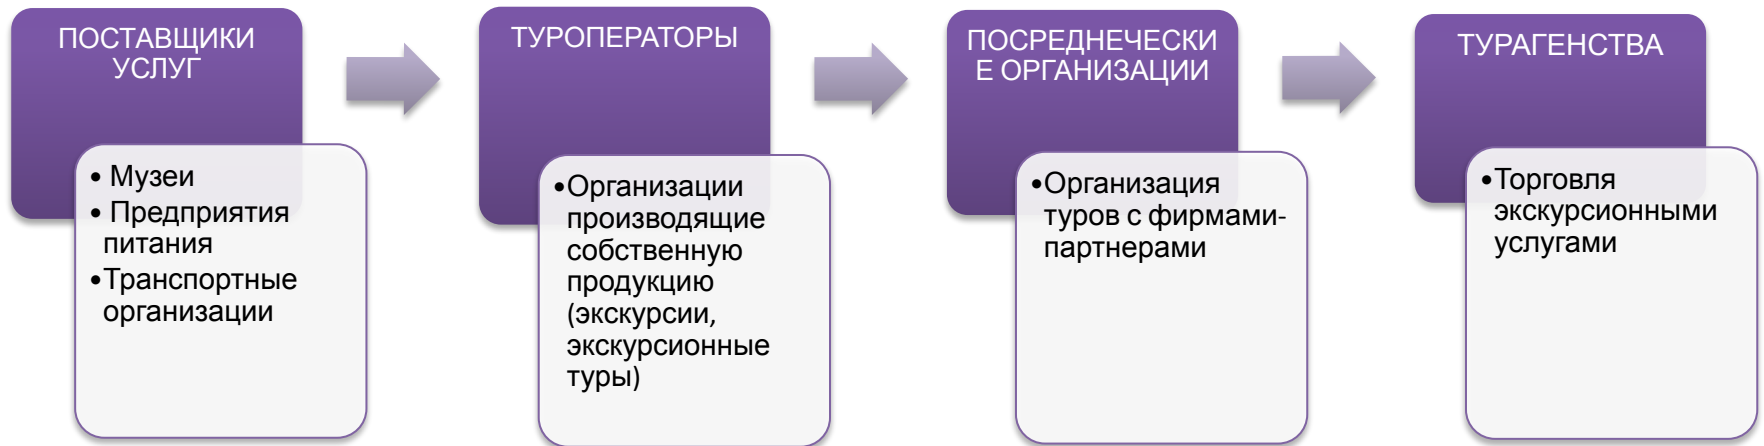 ПОСТАВЩИКИ
УСЛУГ
• Музеи
• Предприятия
питания
•Транспортные
организации
ТУРОПЕРАТОРЫ
•Организации
производящие
собственную
продукцию
(экскурсии,
экскурсионные
туры)
ПОСРЕДНЕЧЕСКИ
Е ОРГАНИЗАЦИИ
•Организация
туров с фирмами-
партнерами
ТУРАГЕНСТВА
•Торговля
экскурсионными
услугами